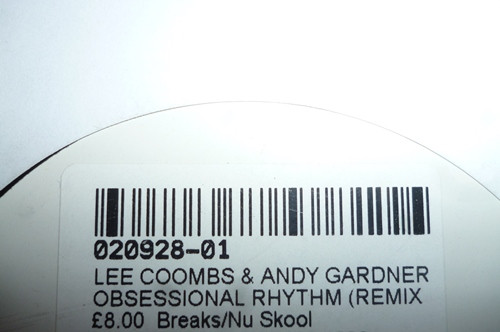 020928-01
LEE COOMBS & ANDY GARDNER
OBSESSIONAL RHYTHM (REMIX
£8.00 Breaks/Nu Skool